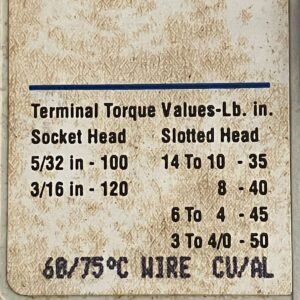 Terminal Torque Values-Lb. in.
Socket Head Slotted Head
5/32 in - 100 14 To 10 - 35
3/16 in - 120 8 - 40
6 To 4 - 45
3 To 4/0 - 50
60/75°C WIRE CU/AL